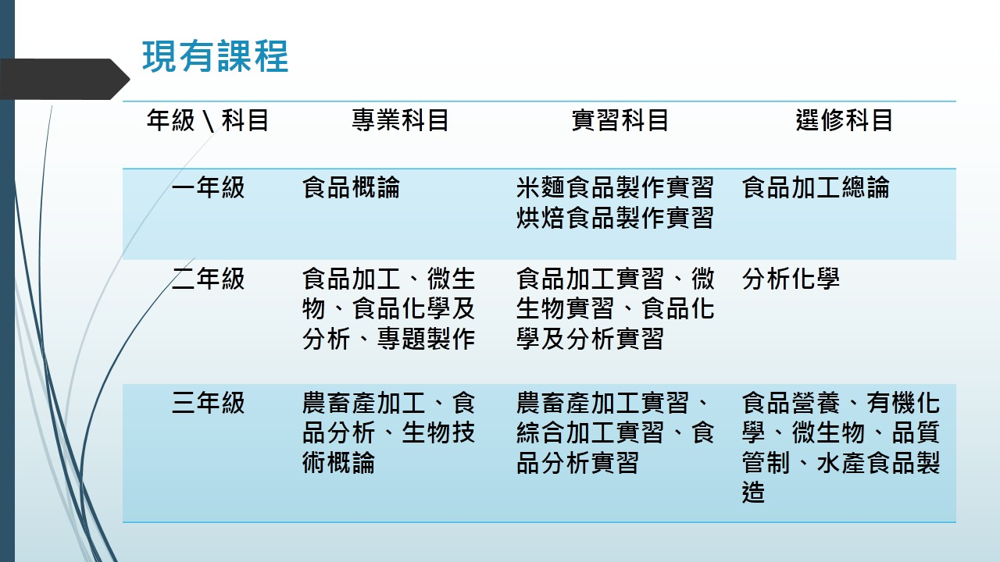 現有課程
年級 \ 科目 專業科目 實習科目 選修科目
一年級 食品概論 米麵食品製作實習 食品加工總論
烘焙食品製作實習
二年級 食品加工、微生 食品加工實習、微 分析化學
物、食品化學及 生物實習、食品化
分析、專題製作 學及分析實習
三年級 農畜產加工、食 農畜產加工實習、 食品營養、有機化
品分析、生物技 綜合加工實習、食 學、微生物、品質
術概論 品分析實習 管制、水產食品製
造